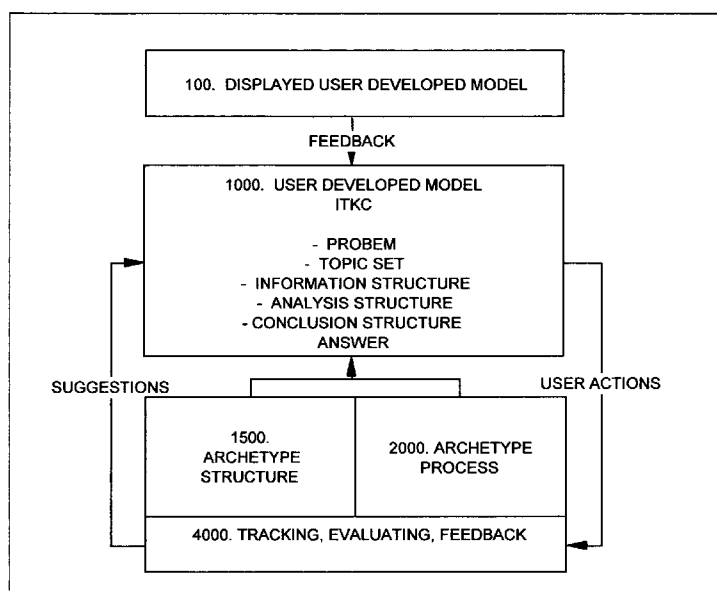 100. DISPLAYED USER DEVELOPED MODEL
FEEDBACK
1000. USER DEVELOPED MODEL
ITKC
- PROBEM
- TOPIC SET
- INFORMATION STRUCTURE
- ANALYSIS STRUCTURE
- CONCLUSION STRUCTURE
ANSWER
SUGGESTIONS
USER ACTIONS
1500.
ARCHETYPE
STRUCTURE
2000. ARCHETYPE
PROCESS
4000. TRACKING, EVALUATING, FEEDBACK